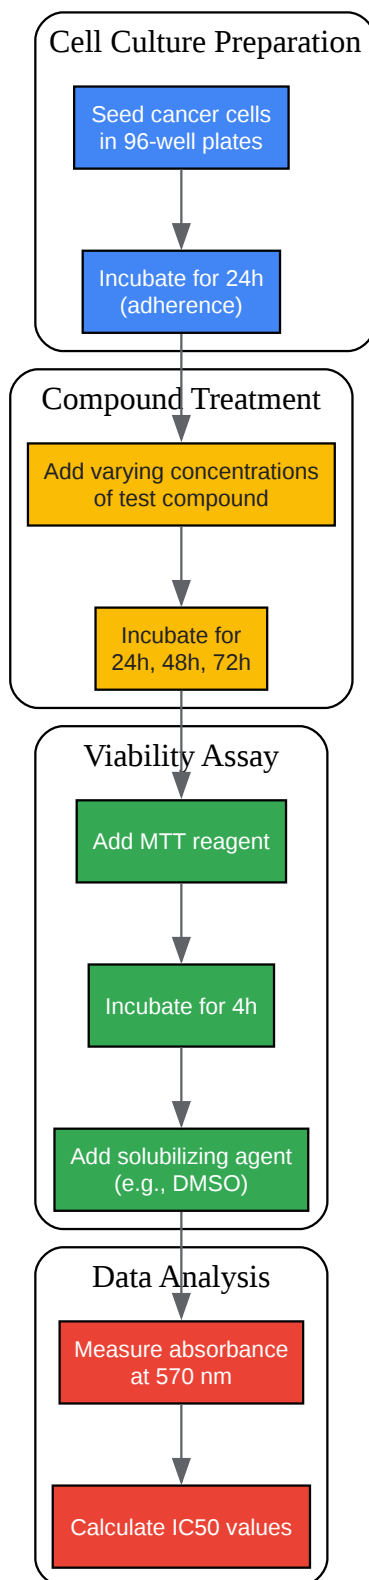 Cell Culture Preparation
Seed cancer cells
in 96-well plates
Incubate for 24h
(adherence)
Compound Treatment
Add varying concentrations
of test compound
Incubate for
24h, 48h, 72h
Viability Assay
Add MTT reagent
Incubate for 4h
Add solubilizing agent
(e.g., DMSO)
Data Analysis
Measure absorbance
at 570 nm
Calculate IC50 values